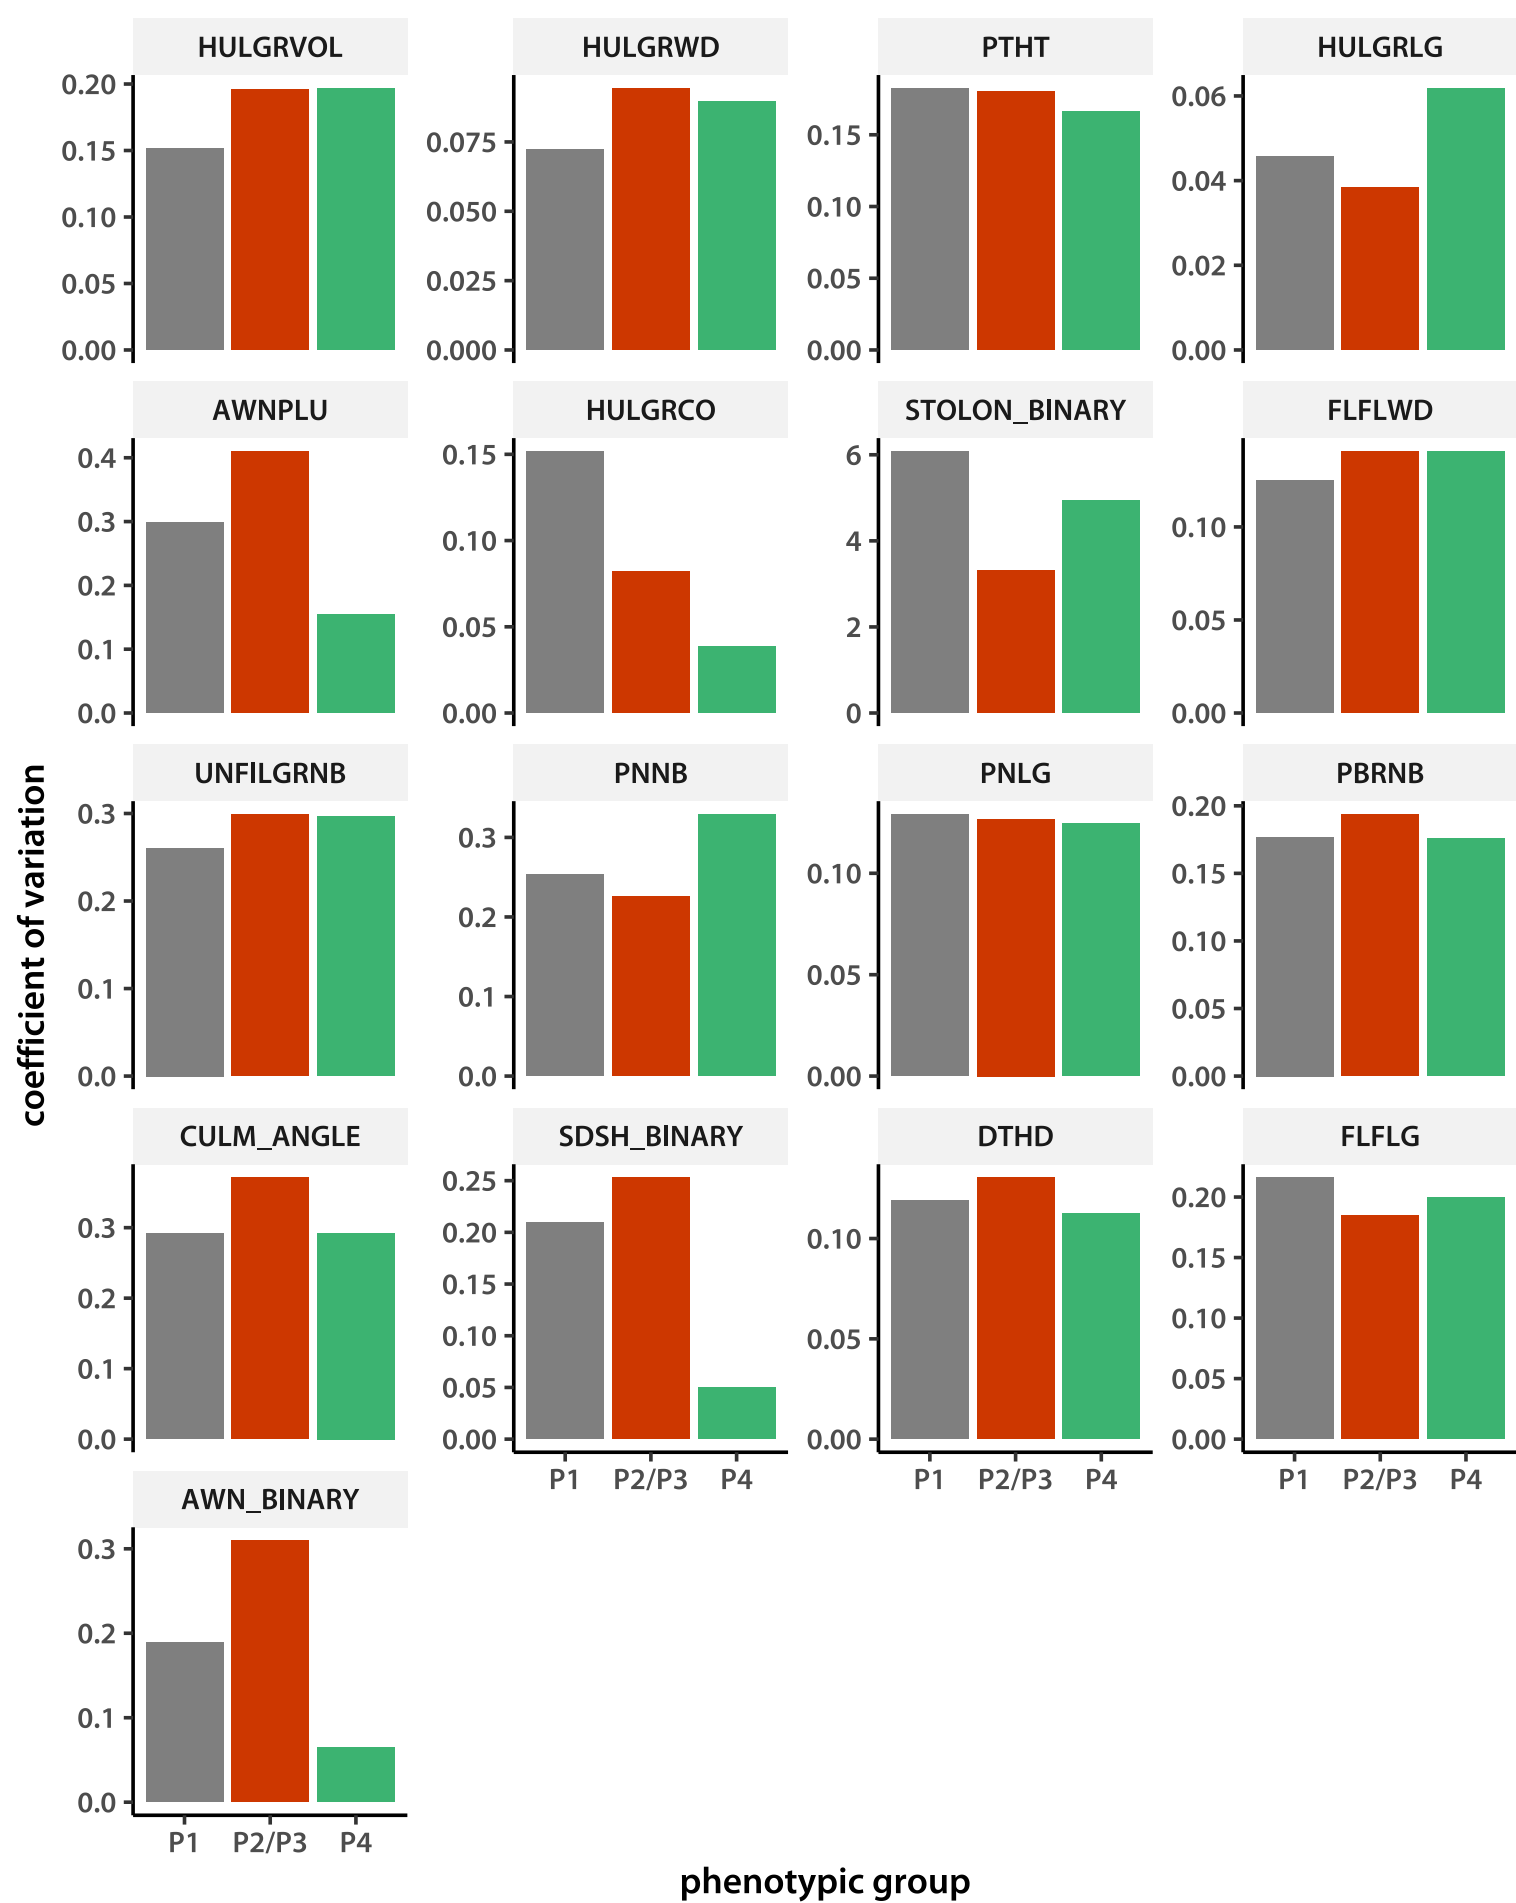 HULGRVOL HULGRWD PTHT HULGRLG
0.20 0.15 0.10 0.05 0.00
0.075 0.050 0.025 0.000
0.15 0.10 0.05 0.00
0.06 0.04 0.02 0.00
AWNPLU HULGRCO STOLON_BINARY FLFLWD
0.4 0.3 0.2 0.1 0.0
0.15 0.10 0.05 0.00
6 4 2 0
0.10 0.05 0.00
UNFILGRNB PNNB PNLG PBRNB
0.3 0.2 0.1 0.0
0.3 0.2 0.1 0.0
0.10 0.05 0.00
0.20 0.15 0.10 0.05 0.00
CULM_ANGLE SDSH_BINARY DTHD FLFLG
0.3 0.2 0.1 0.0
0.25 0.20 0.15 0.10 0.05 0.00
0.10 0.05 0.00
0.20 0.15 0.10 0.05 0.00
P1 P2/P3 P4 P1 P2/P3 P4 P1 P2/P3 P4
AWN_BINARY
0.3 0.2 0.1 0.0
P1 P2/P3 P4
coefficient of variation
phenotypic group